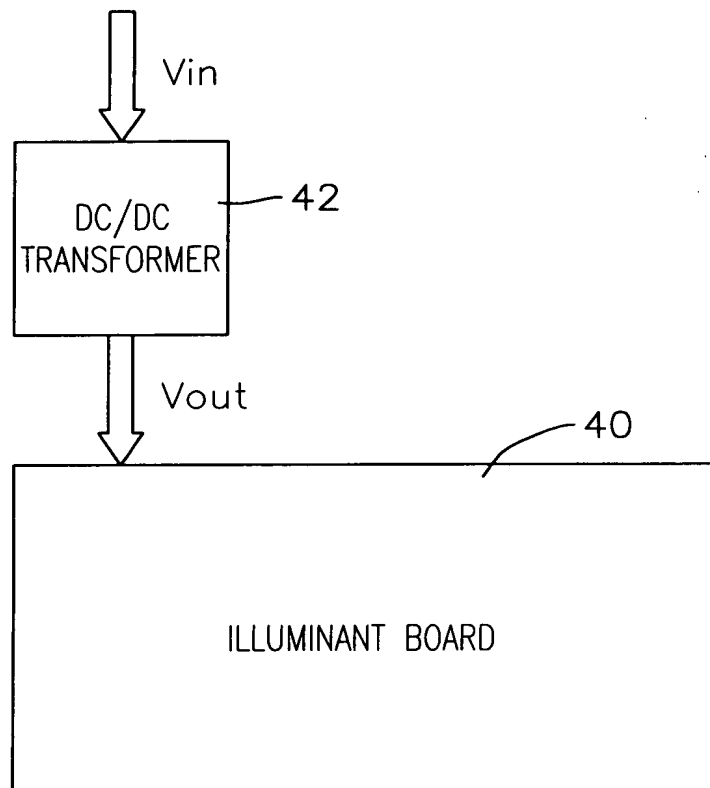 Vin
DC/DC
TRANSFORMER
42
Vout
40
ILLUMINANT BOARD